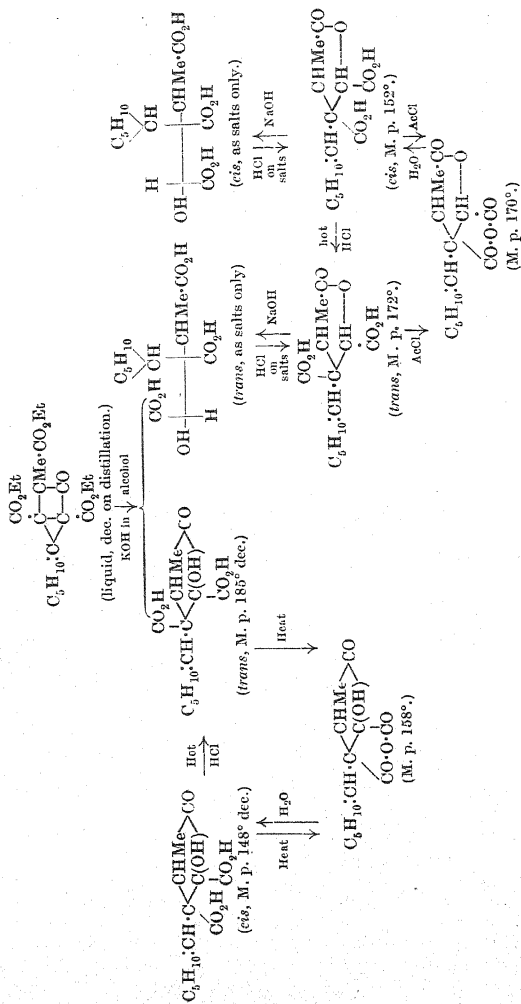 CO₂Et
C₅H₁₀:C<C—CMe·CO₂Et
C—CO
CO₂Et
(liquid, dec. on distillation.)
KOH in ↓ alcohol
C₅H₁₀:CH·C<CHMe>CO
C(OH)
CO₂H CO₂H
(cis, M. p. 148° dec.)
Hot
HCl
CO₂H
C₅H₁₀:CH·C<CHMe>CO
C(OH)
CO₂H
(trans, M. p. 185° dec.)
C₅H₁₀
CO₂H CH
OH— —CHMe·CO₂H
H CO₂H
(trans, as salts only)
C₅H₁₀
H CH
OH— —CHMe·CO₂H
CO₂H CO₂H
(cis, as salts only.)
Heat
H₂O
Heat
HCl
on
salts
NaOH
HCl
on
salts
NaOH
C₅H₁₀:CH·C<CHMe>CO
C(OH)
CO·O·CO
(M. p. 158°.)
CO₂H
C₅H₁₀:CH·C<CHMe·CO
CH—O
CO₂H
(trans, M. p. 172°.)
hot
HCl
C₅H₁₀:CH·C<CHMe·CO
CH—O
CO₂H CO₂H
(cis, M. p. 152°.)
AcCl
H₂O
AcCl
C₅H₁₀:CH·C<CHMe·CO
CH—O
CO·O·CO
(M. p. 170°.)